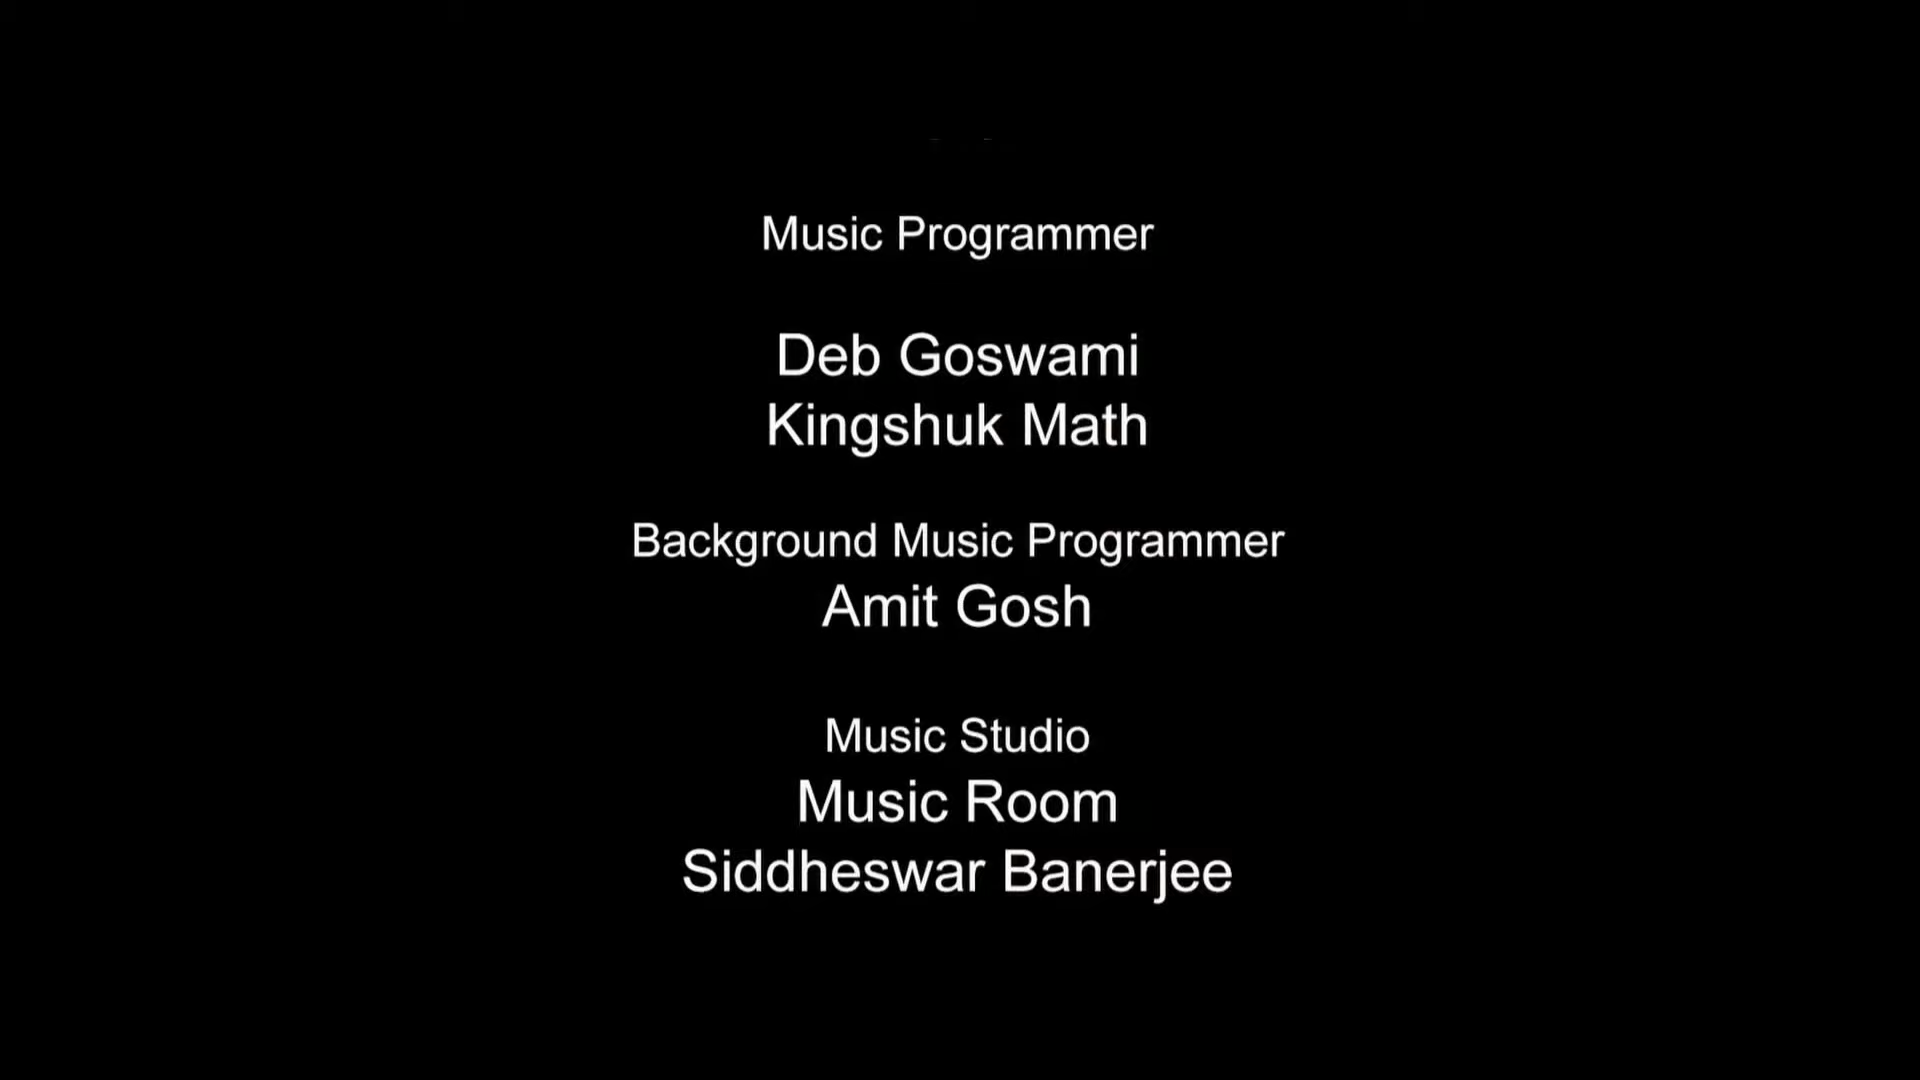 Music Programmer
Deb Goswami
Kingshuk Math
Background Music Programmer
Amit Gosh
Music Studio
Music Room
Siddheswar Banerjee